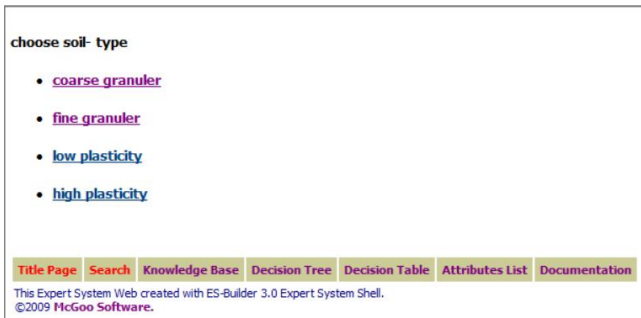 choose soil- type
• coarse granuler
• fine granuler
• low plasticity
• high plasticity
Title Page Search Knowledge Base Decision Tree Decision Table Attributes List Documentation
This Expert System Web created with ES-Builder 3.0 Expert System Shell.
©2009 McGoo Software.